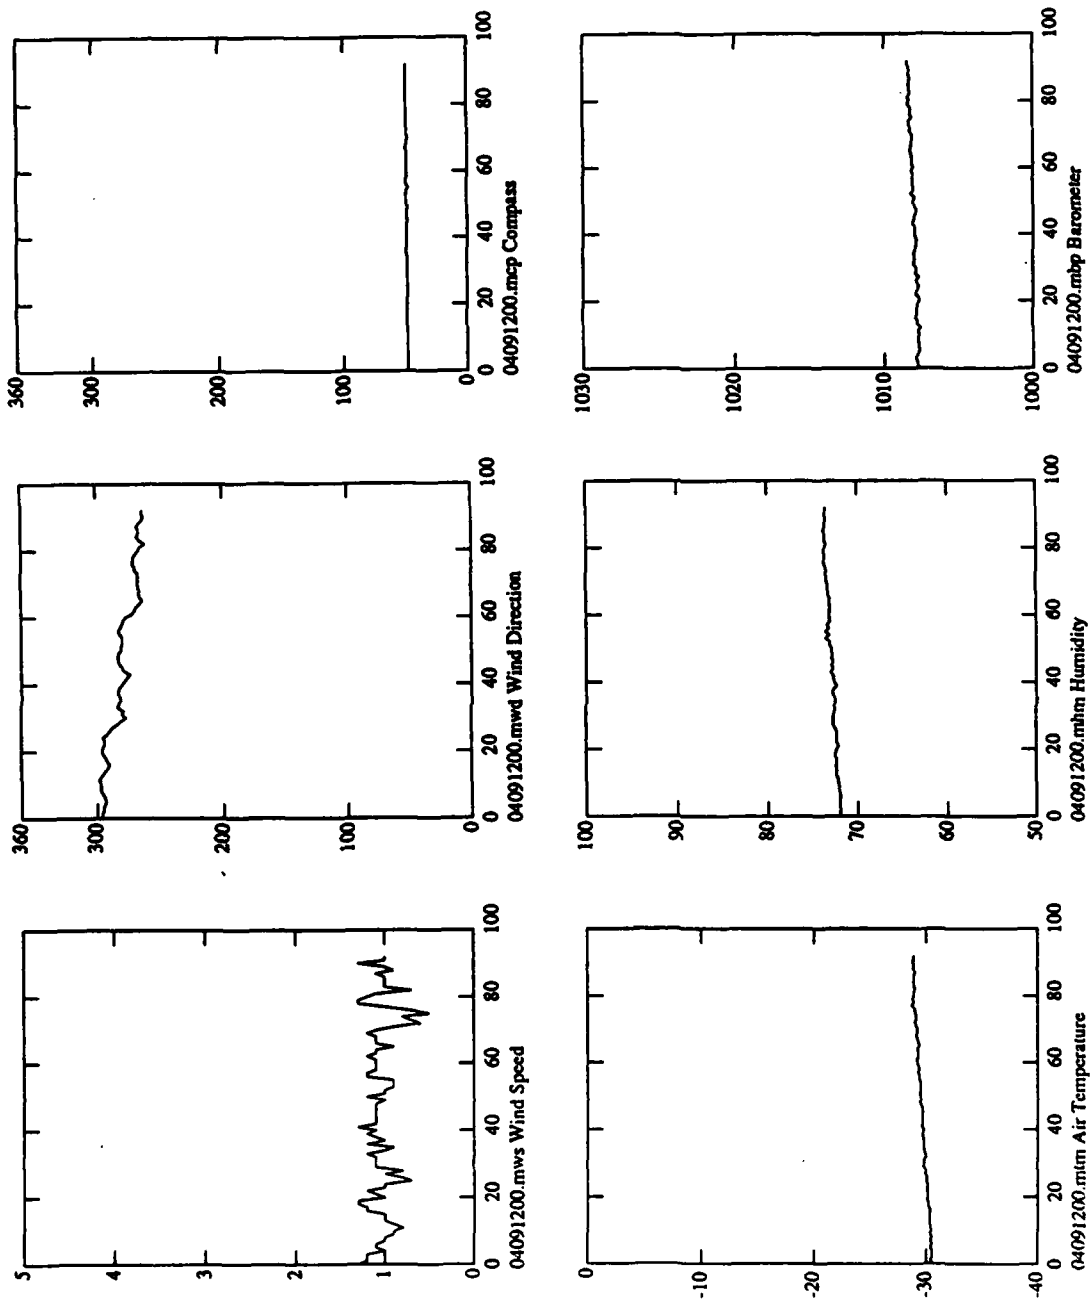 5
4
3
2
1
0
0 20 40 60 80 100
04091200.mws Wind Speed
360
300
200
100
0
0 20 40 60 80 100
04091200.mwd Wind Direction
360
300
200
100
0
0 20 40 60 80 100
04091200.mcp Compass
0
-10
-20
-30
-40
0 20 40 60 80 100
04091200.mtm Air Temperature
100
90
80
70
60
50
0 20 40 60 80 100
04091200.mhm Humidity
1030
1020
1010
1000
0 20 40 60 80 100
04091200.mbp Barometer